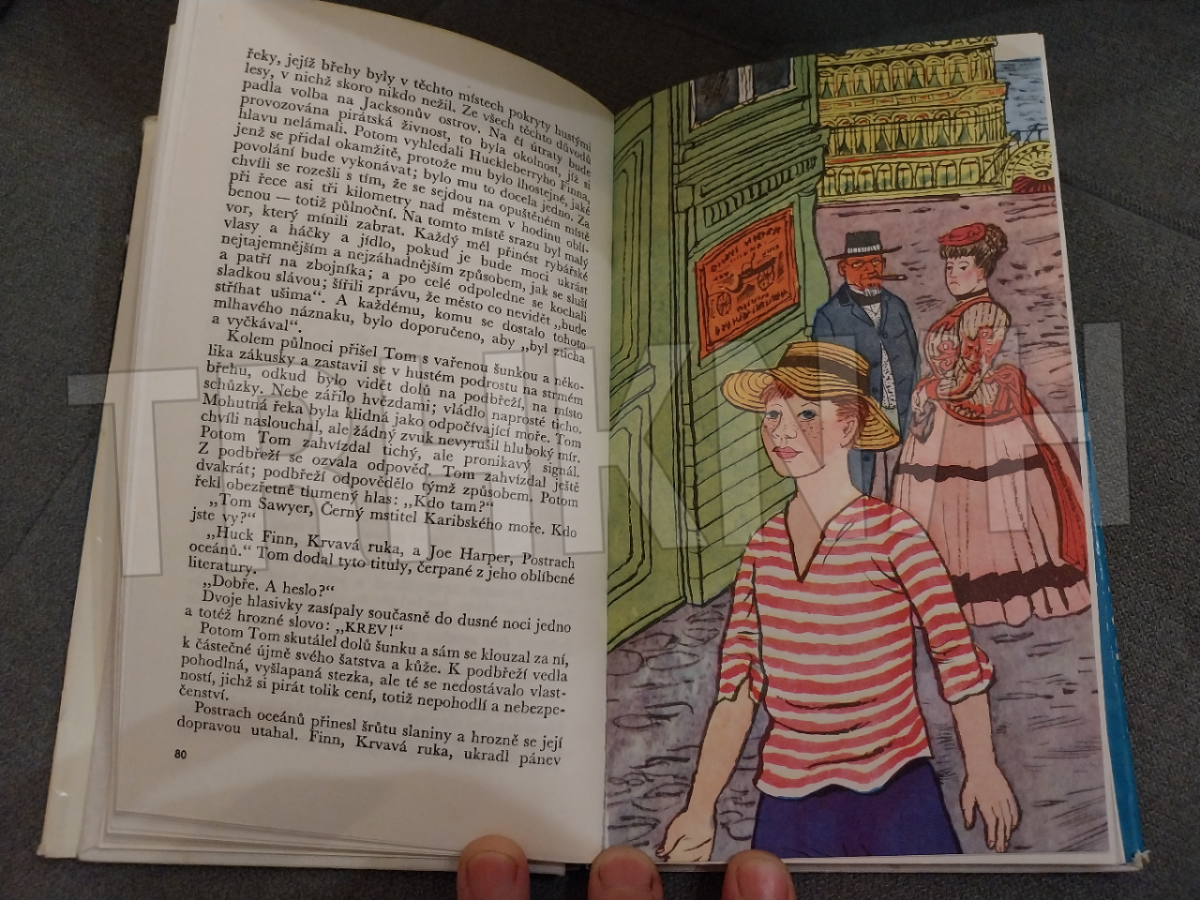 řeky, jejíž břehy byly v těchto místech pokryty hustými
lesy, v nichž skoro nikdo nežil. Ze všech těchto důvodů
padla volba na Jacksonův ostrov. Na čí útraty bude
provozována pirátská živnost, to byla okolnost, jíž si
hlavu nelámali. Potom vyhledali Huckleberryho Finna,
jenž se přidal okamžitě, protože mu bylo lhostejné, jaké
povolání bude vykonávat; bylo mu to docela jedno. Za
chvíli se rozešli s tím, že se sejdou na opuštěném místě
při řece asi tři kilometry nad městem v hodinu oblí-
benou — totiž půlnoční. Na tomto místě srazu byl malý
vor, který mínili zabrat. Každý měl přinést rybářské
vlasy a háčky a jídlo, pokud je bude moci ukrást
nejtajemnějším a nejzáhadnějším způsobem, jak se sluší
a patří na zbojníka; a po celé odpoledne se kochali
sladkou slávou; šířili zprávu, že město co nevidět „bude
stříhat ušima“. A každému, komu se dostalo tohoto
mlhavého náznaku, bylo doporučeno, aby „byl zticha
a vyčkával“.
Kolem půlnoci přišel Tom s vařenou šunkou a něko-
lika zákusky a zastavil se v hustém podrostu na strmém
břehu, odkud bylo vidět dolů na podbřeží, na místo
schůzky. Nebe zářilo hvězdami; vládlo naprosté ticho.
Mohutná řeka byla klidná jako odpočívající moře. Tom
chvíli naslouchal, ale žádný zvuk nevyrušil hluboký mír.
Potom Tom zahvízdal tichý, ale pronikavý signál.
Z podbřeží se ozvala odpověď. Tom zahvízdal ještě
dvakrát; podbřeží odpovědělo týmž způsobem. Potom
řekl obezřetně tlumený hlas: „Kdo tam?“
„Tom Sawyer, Černý mstitel Karibského moře. Kdo
jste vy?“
„Huck Finn, Krvavá ruka, a Joe Harper, Postrach
oceánů.“ Tom dodal tyto tituly, čerpané z jeho oblíbené
literatury.
„Dobře. A heslo?“
Dvoje hlasivky zasípaly současně do dusné noci jedno
a totéž hrozné slovo: „KREV!“
Potom Tom skutálel dolů šunku a sám se klouzal za ní,
k částečné újmě svého šatstva a kůže. K podbřeží vedla
pohodlná, vyšlapaná stezka, ale té se nedostávalo vlast-
ností, jichž si pirát tolik cení, totiž nepohodlí a nebezpe-
čenství.
Postrach oceánů přinesl šrůtu slaniny a hrozně se její
dopravou utahal. Finn, Krvavá ruka, ukradl pánev
80